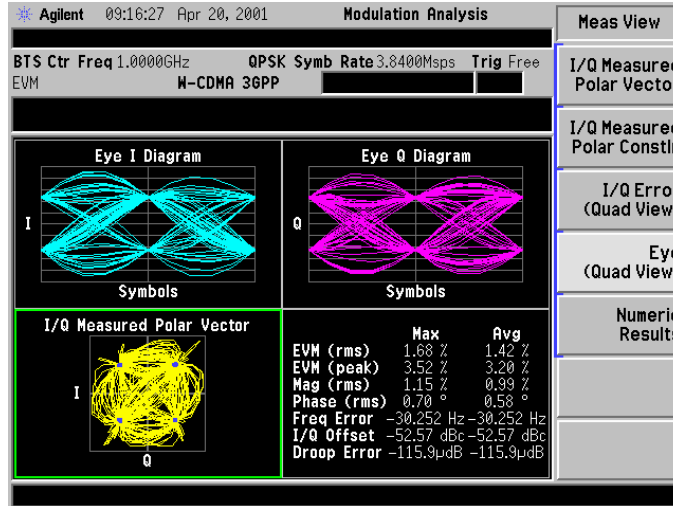 Agilent 09:16:27 Apr 20, 2001 Modulation Analysis
Meas View
BTS Ctr Freq 1.0000GHz QPSK Symb Rate 3.8400Msps Trig Free
EVM W-CDMA 3GPP
I/Q Measured
Polar Vecto
I/Q Measured
Polar Constl
I/Q Erro
(Quad View
Eye
(Quad View
Numeric
Results
Eye I Diagram
I
Symbols
Eye Q Diagram
Q
Symbols
I/Q Measured Polar Vector
I
Q
Max Avg
EVM (rms) 1.68 % 1.42 %
EVM (peak) 3.52 % 3.20 %
Mag (rms) 1.15 % 0.99 %
Phase (rms) 0.70 ° 0.58 °
Freq Error -30.252 Hz -30.252 Hz
I/Q Offset -52.57 dBc -52.57 dBc
Droop Error -115.9µdB -115.9µdB